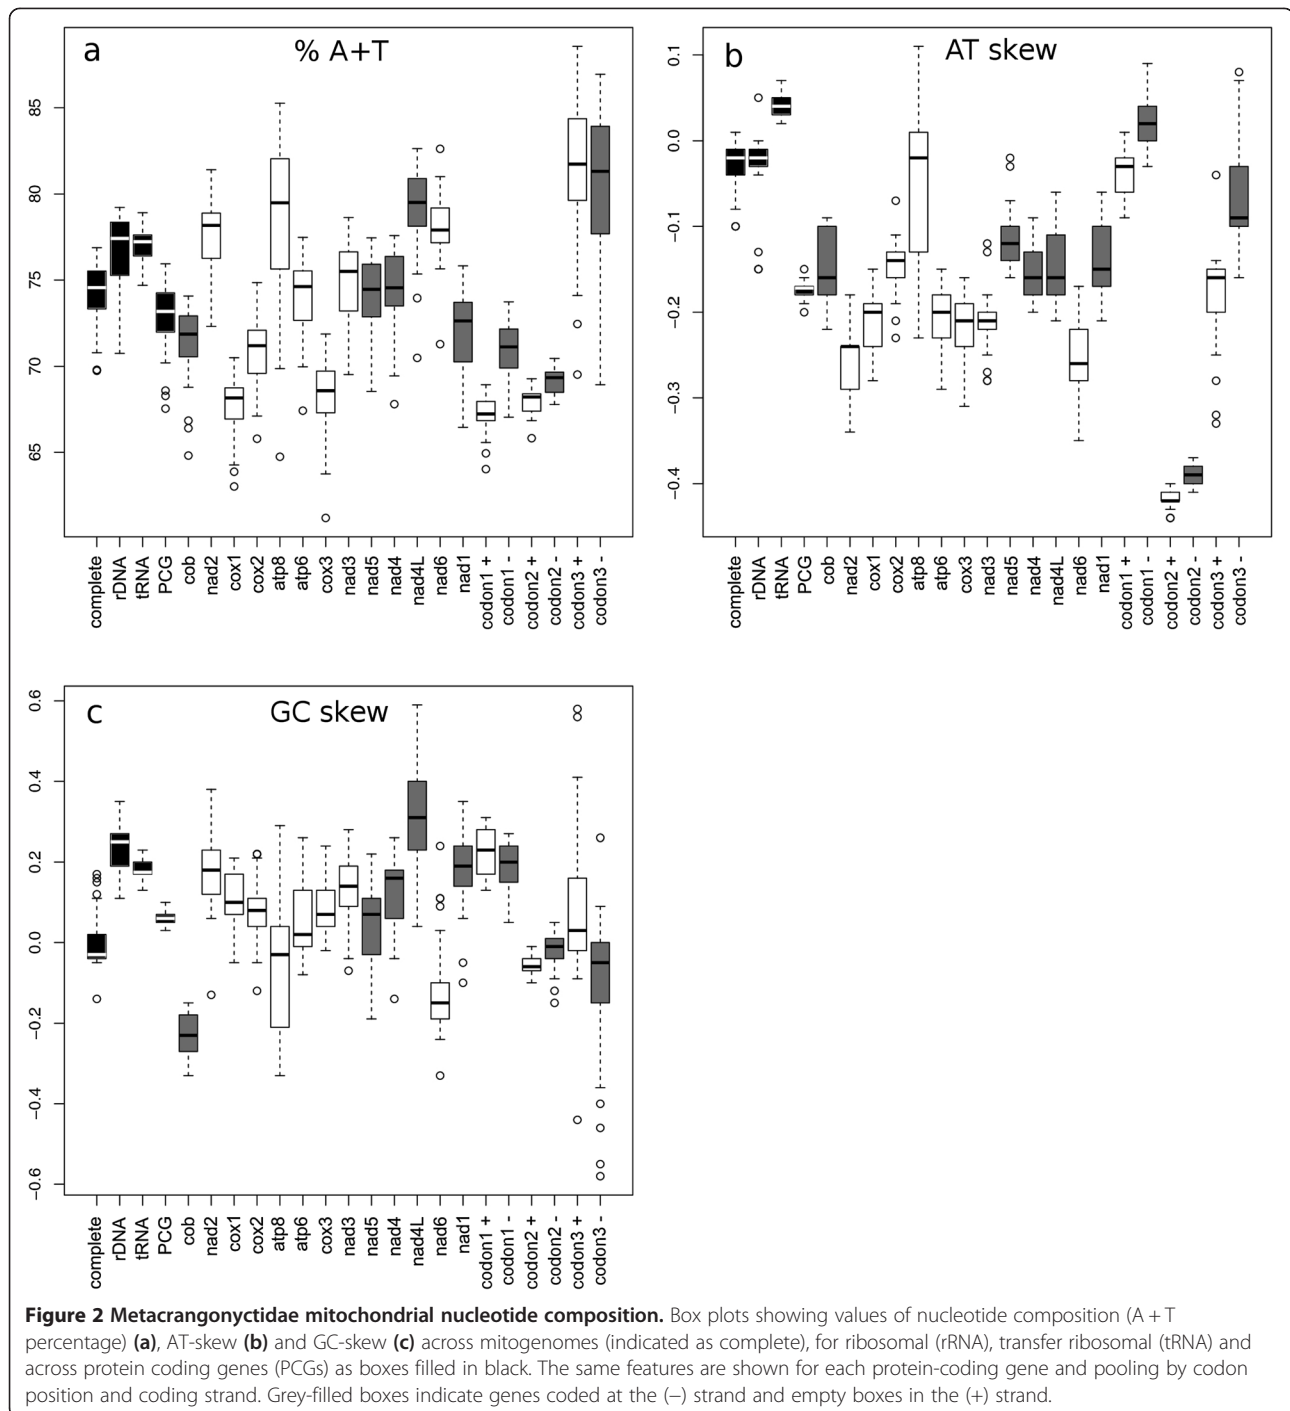 a
% A+T
85
80
75
70
65
complete
rDNA
tRNA
PCG
cob
nad2
cox1
cox2
atp8
atp6
cox3
nad3
nad5
nad4
nad4L
nad6
nad1
codon1 +
codon1 -
codon2 +
codon2 -
codon3 +
codon3 -
b
AT skew
0.1
0.0
−0.1
−0.2
−0.3
−0.4
complete
rDNA
tRNA
PCG
cob
nad2
cox1
cox2
atp8
atp6
cox3
nad3
nad5
nad4
nad4L
nad6
nad1
codon1 +
codon1 -
codon2 +
codon2 -
codon3 +
codon3 -
c
GC skew
0.6
0.4
0.2
0.0
−0.2
−0.4
−0.6
complete
rDNA
tRNA
PCG
cob
nad2
cox1
cox2
atp8
atp6
cox3
nad3
nad5
nad4
nad4L
nad6
nad1
codon1 +
codon1 -
codon2 +
codon2 -
codon3 +
codon3 -
Figure 2 Metacrangonyctidae mitochondrial nucleotide composition. Box plots showing values of nucleotide composition (A + T
percentage) (a), AT-skew (b) and GC-skew (c) across mitogenomes (indicated as complete), for ribosomal (rRNA), transfer ribosomal (tRNA) and
across protein coding genes (PCGs) as boxes filled in black. The same features are shown for each protein-coding gene and pooling by codon
position and coding strand. Grey-filled boxes indicate genes coded at the (−) strand and empty boxes in the (+) strand.